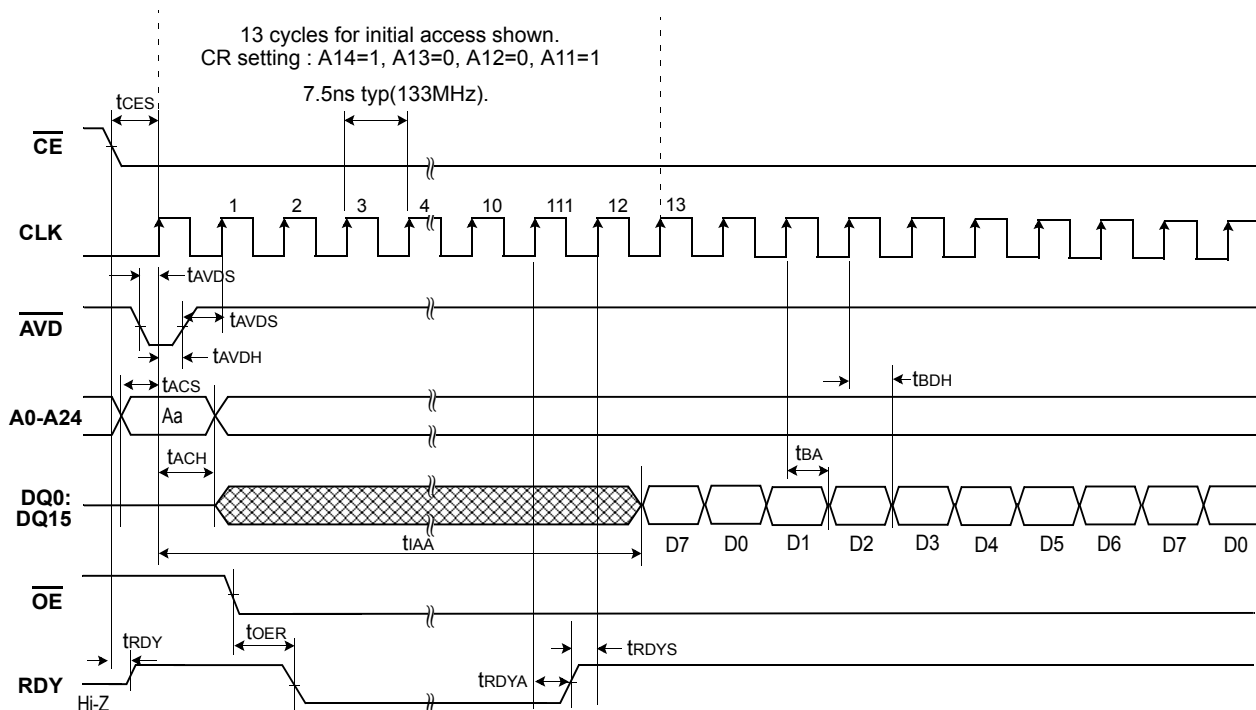 13 cycles for initial access shown.
CR setting : A14=1, A13=0, A12=0, A11=1
7.5ns typ(133MHz).
tCES
CE
CLK
1 2 3 4 10 111 12 13
tAVDS
AVD
tAVDS
tAVDH
tACS
tBDH
A0-A24
Aa
tACH
tBA
DQ0:
DQ15
tIAA
D7 D0 D1 D2 D3 D4 D5 D6 D7 D0
OE
tOER
tRDY
tRDYS
RDY
tRDYA
Hi-Z